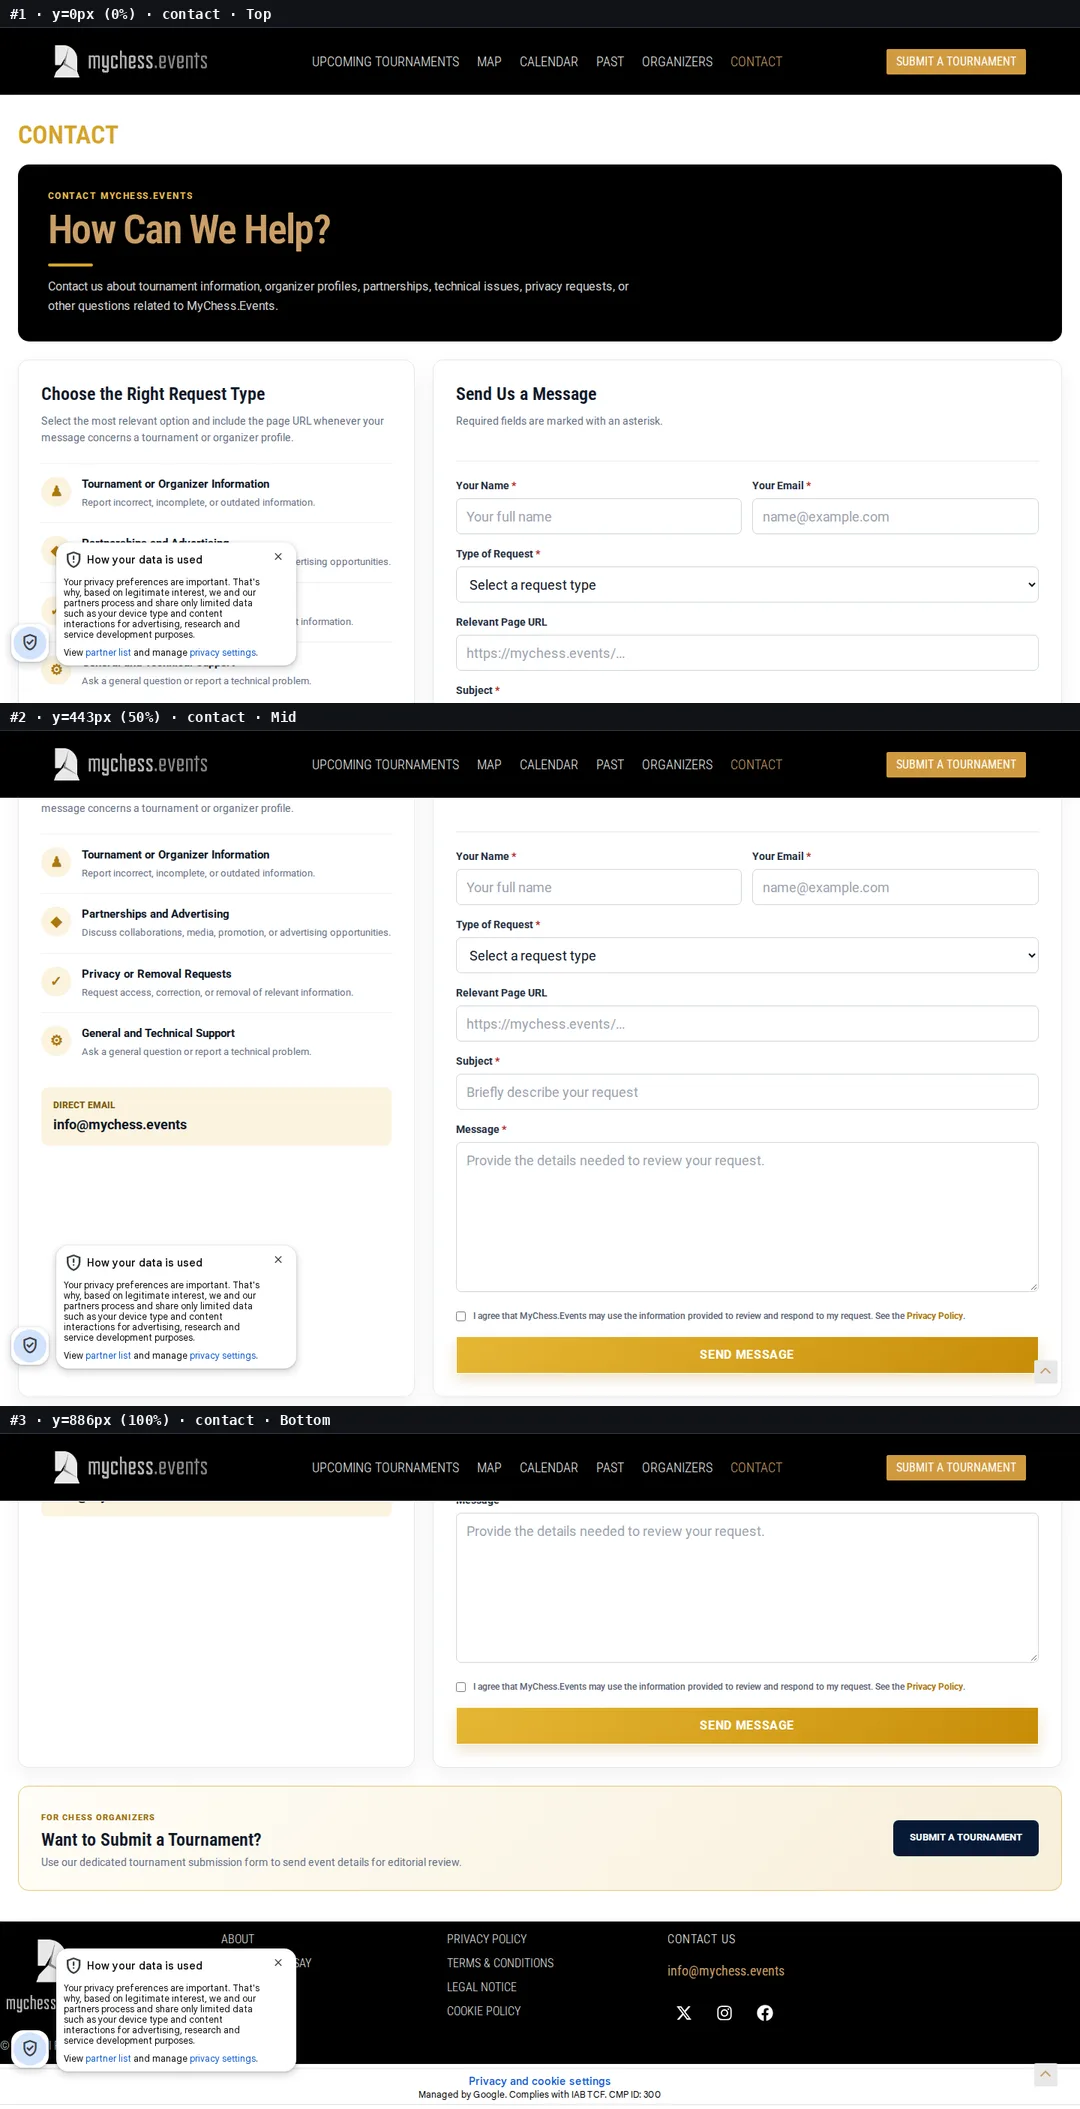 #1 · y=0px (0%) · contact · Top
mychess.events
UPCOMING TOURNAMENTS MAP CALENDAR PAST ORGANIZERS CONTACT
SUBMIT A TOURNAMENT
CONTACT
CONTACT MYCHESS.EVENTS
How Can We Help?
Contact us about tournament information, organizer profiles, partnerships, technical issues, privacy requests, or
other questions related to MyChess.Events.
Choose the Right Request Type
Select the most relevant option and include the page URL whenever your
message concerns a tournament or organizer profile.
Tournament or Organizer Information
Report incorrect, incomplete, or outdated information.
Partnerships and Advertising
ertising opportunities.
t information.
General and Technical Support
Ask a general question or report a technical problem.
How your data is used
Your privacy preferences are important. That's
why, based on legitimate interest, we and our
partners process and share only limited data
such as your device type and content
interactions for advertising, research and
service development purposes.
View partner list and manage privacy settings.
Send Us a Message
Required fields are marked with an asterisk.
Your Name *
Your full name
Your Email *
name@example.com
Type of Request *
Select a request type
Relevant Page URL
https://mychess.events/...
Subject *
#2 · y=443px (50%) · contact · Mid
mychess.events
UPCOMING TOURNAMENTS MAP CALENDAR PAST ORGANIZERS CONTACT
SUBMIT A TOURNAMENT
message concerns a tournament or organizer profile.
Tournament or Organizer Information
Report incorrect, incomplete, or outdated information.
Partnerships and Advertising
Discuss collaborations, media, promotion, or advertising opportunities.
Privacy or Removal Requests
Request access, correction, or removal of relevant information.
General and Technical Support
Ask a general question or report a technical problem.
DIRECT EMAIL
info@mychess.events
How your data is used
Your privacy preferences are important. That's
why, based on legitimate interest, we and our
partners process and share only limited data
such as your device type and content
interactions for advertising, research and
service development purposes.
View partner list and manage privacy settings.
Your Name *
Your full name
Your Email *
name@example.com
Type of Request *
Select a request type
Relevant Page URL
https://mychess.events/...
Subject *
Briefly describe your request
Message *
Provide the details needed to review your request.
I agree that MyChess.Events may use the information provided to review and respond to my request. See the Privacy Policy.
SEND MESSAGE
#3 · y=886px (100%) · contact · Bottom
mychess.events
UPCOMING TOURNAMENTS MAP CALENDAR PAST ORGANIZERS CONTACT
SUBMIT A TOURNAMENT
Message
Provide the details needed to review your request.
I agree that MyChess.Events may use the information provided to review and respond to my request. See the Privacy Policy.
SEND MESSAGE
FOR CHESS ORGANIZERS
Want to Submit a Tournament?
Use our dedicated tournament submission form to send event details for editorial review.
SUBMIT A TOURNAMENT
mychess
©
ABOUT
SAY
How your data is used
Your privacy preferences are important. That's
why, based on legitimate interest, we and our
partners process and share only limited data
such as your device type and content
interactions for advertising, research and
service development purposes.
View partner list and manage privacy settings.
PRIVACY POLICY
TERMS & CONDITIONS
LEGAL NOTICE
COOKIE POLICY
CONTACT US
info@mychess.events
Privacy and cookie settings
Managed by Google. Complies with IAB TCF. CMP ID: 300